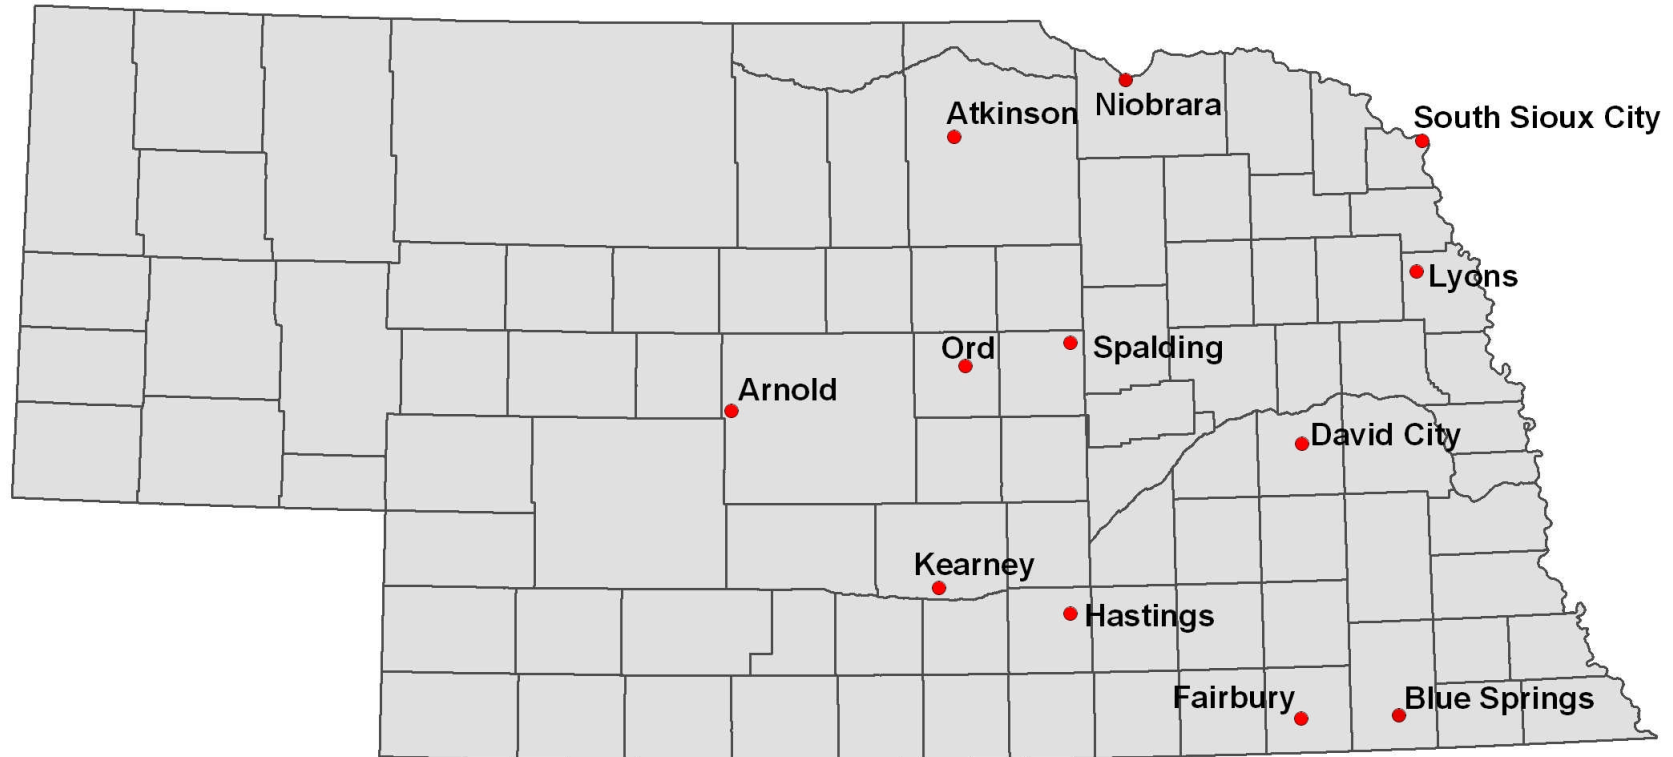 Atkinson
Niobrara
South Sioux City
Lyons
Ord
Spalding
Arnold
David City
Kearney
Hastings
Fairbury
Blue Springs